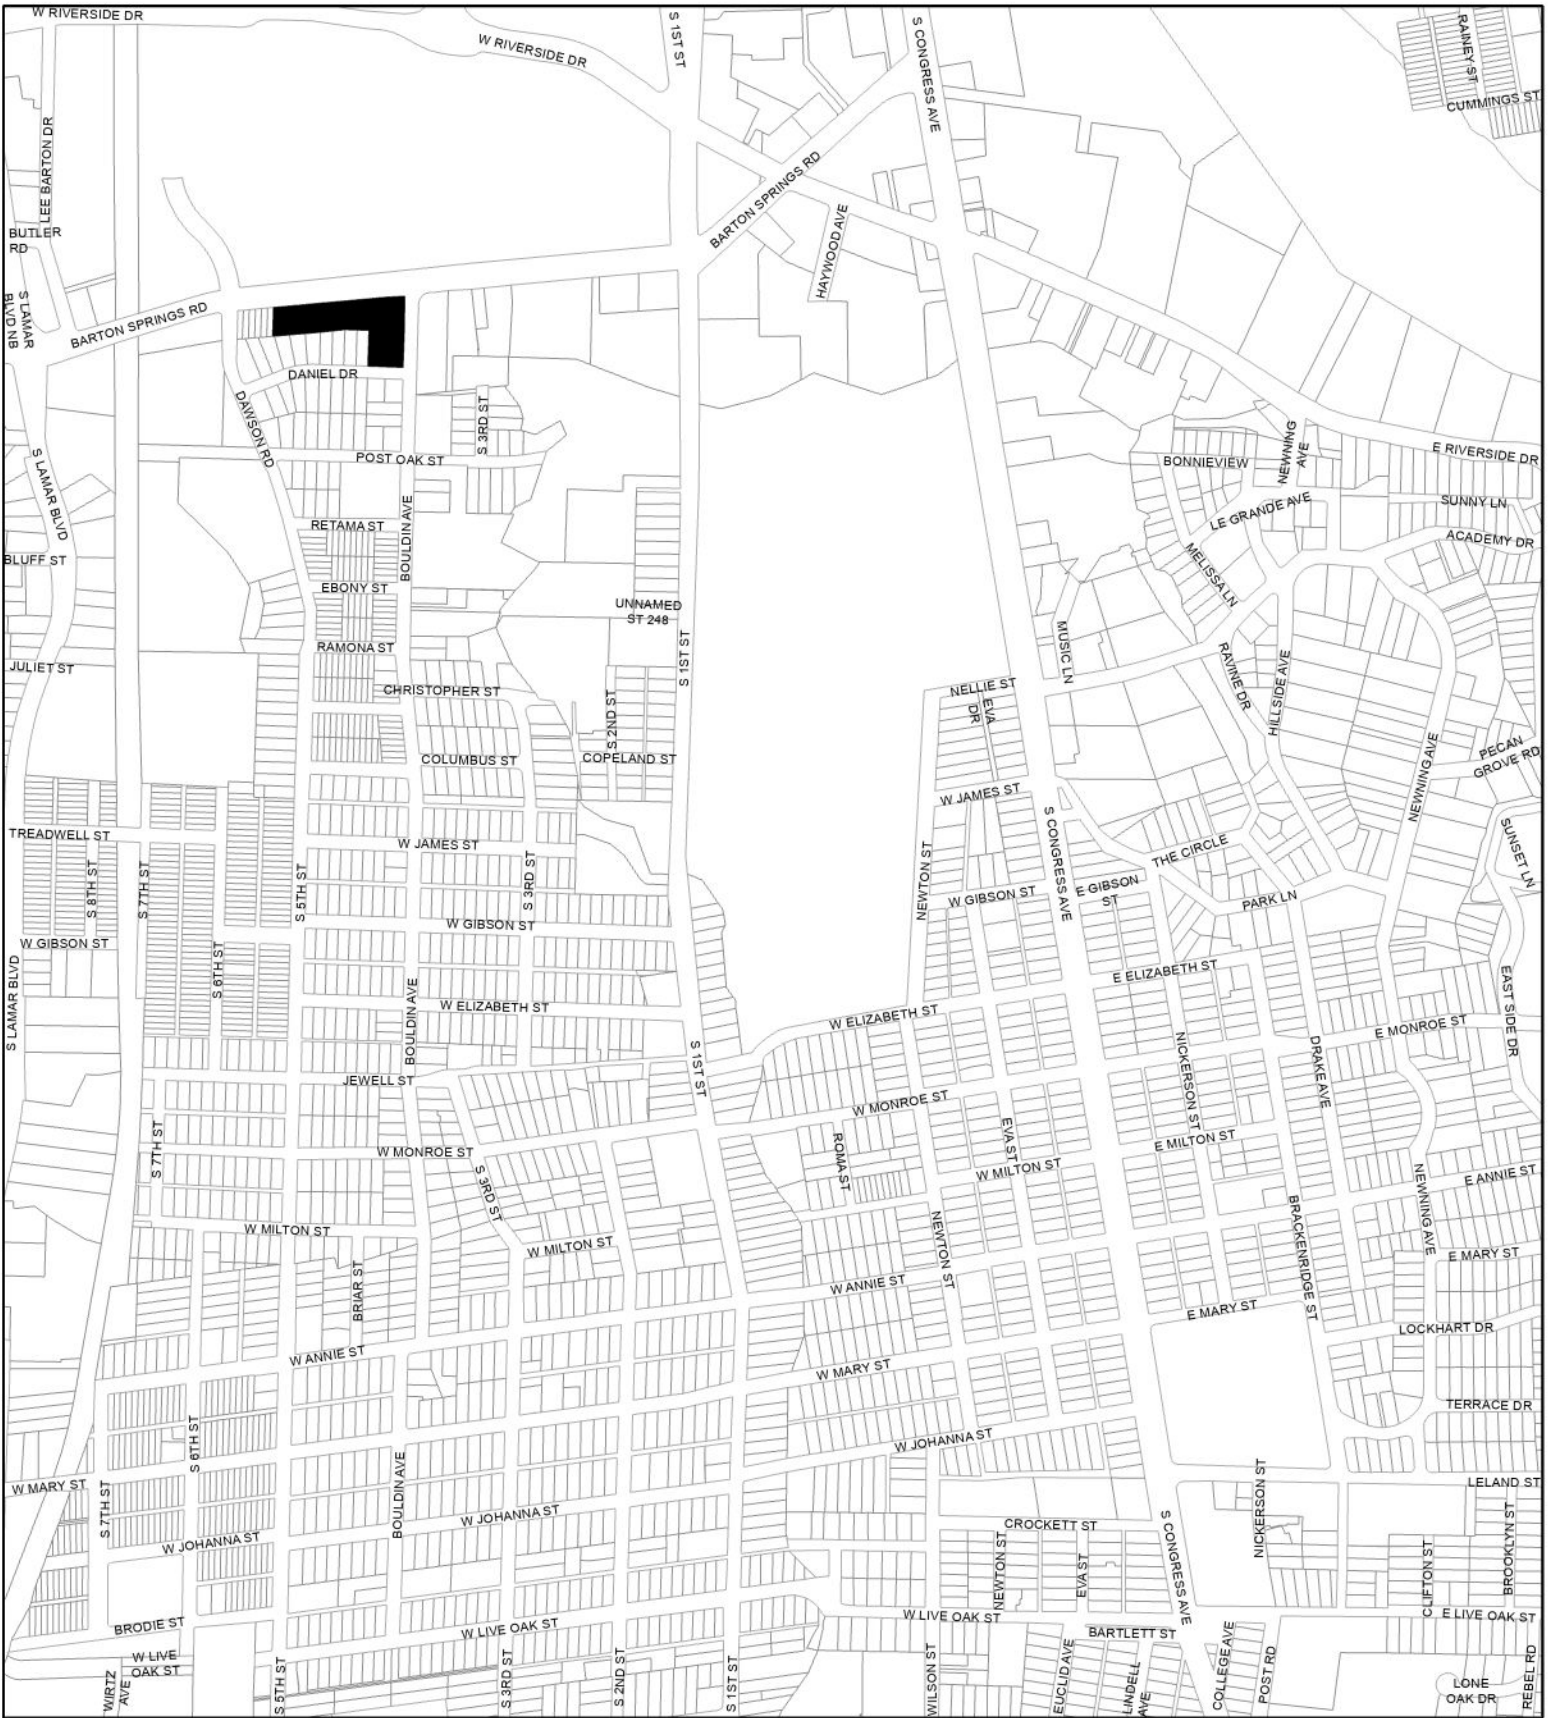 W RIVERSIDE DR
W RIVERSIDE DR
S 1ST ST
S CONGRESS AVE
RAINEY ST
CUMMINGS ST
LEE BARTON DR
BUTLER
RD
BARTON SPRINGS RD
HAYWOOD AVE
S LAMAR
BLVD NB
BARTON SPRINGS RD
DANIEL DR
DAWSON RD
S 3RD ST
POST OAK ST
NEWNING
AVE
E RIVERSIDE DR
BONNIEVIEW
S LAMAR BLVD
BOULDIN AVE
LE GRANDE AVE
SUNNY LN
RETAMA ST
ACADEMY DR
BLUFF ST
EBONY ST
MELISSA LN
UNNAMED
ST 248
RAMONA ST
S 1ST ST
MUSIC LN
JULIET ST
CHRISTOPHER ST
S 2ND ST
NELLIE ST
EVA
DR
RAVINE DR
HILLSIDE AVE
COLUMBUS ST
COPELAND ST
NEWNING AVE
PECAN
GROVE RD
W JAMES ST
TREADWELL ST
W JAMES ST
S CONGRESS AVE
THE CIRCLE
SUNSET LN
S 8TH ST
S 7TH ST
S 5TH ST
S 3RD ST
NEWTON ST
W GIBSON ST
E GIBSON
ST
PARK LN
W GIBSON ST
W GIBSON ST
S 6TH ST
E ELIZABETH ST
S LAMAR BLVD
BOULDIN AVE
W ELIZABETH ST
W ELIZABETH ST
EAST SIDE DR
E MONROE ST
S 1ST ST
NICKERSON ST
DRAKE AVE
JEWELL ST
W MONROE ST
S 7TH ST
W MONROE ST
ROMA ST
EVA ST
E MILTON ST
S 3RD ST
W MILTON ST
E ANNIE ST
NEWNING AVE
W MILTON ST
W MILTON ST
NEWTON ST
BRACKENRIDGE ST
E MARY ST
BRIAR ST
W ANNIE ST
E MARY ST
LOCKHART DR
W ANNIE ST
W MARY ST
TERRACE DR
S 6TH ST
W JOHANNA ST
W MARY ST
S 7TH ST
BOULDIN AVE
W JOHANNA ST
W JOHANNA ST
LELAND ST
NICKERSON ST
CROCKETT ST
S CONGRESS AVE
NEWTON ST
EVA ST
CLIFTON ST
BROOKLYN ST
BRODIE ST
W LIVE OAK ST
W LIVE OAK ST
E LIVE OAK ST
BARTLETT ST
W LIVE
OAK ST
WIRTZ
AVE
S 5TH ST
S 3RD ST
S 2ND ST
S 1ST ST
WILSON ST
EUCLID AVE
LINDELL
AVE
COLLEGE AVE
POST RD
LONE
OAK DR
REBEL RD